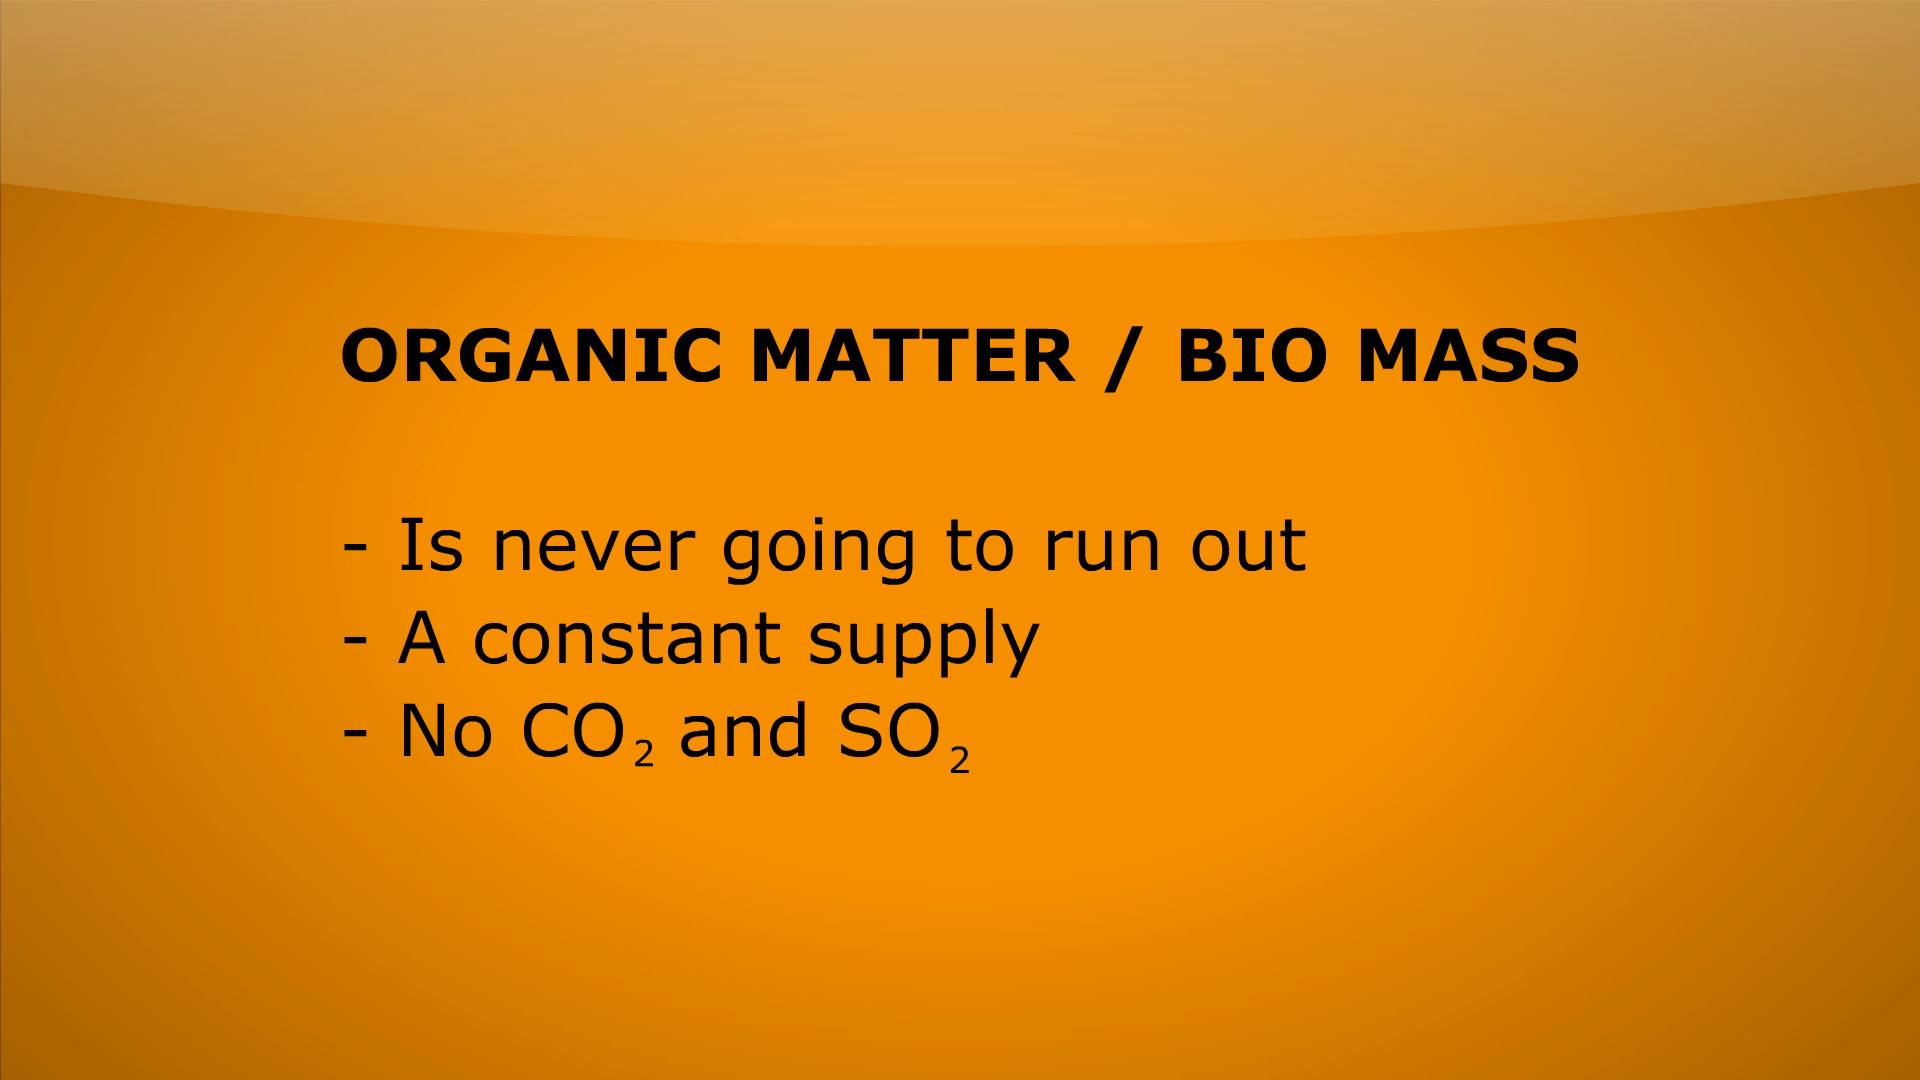 ORGANIC MATTER / BIO MASS
- Is never going to run out
- A constant supply
- No CO₂ and SO₂